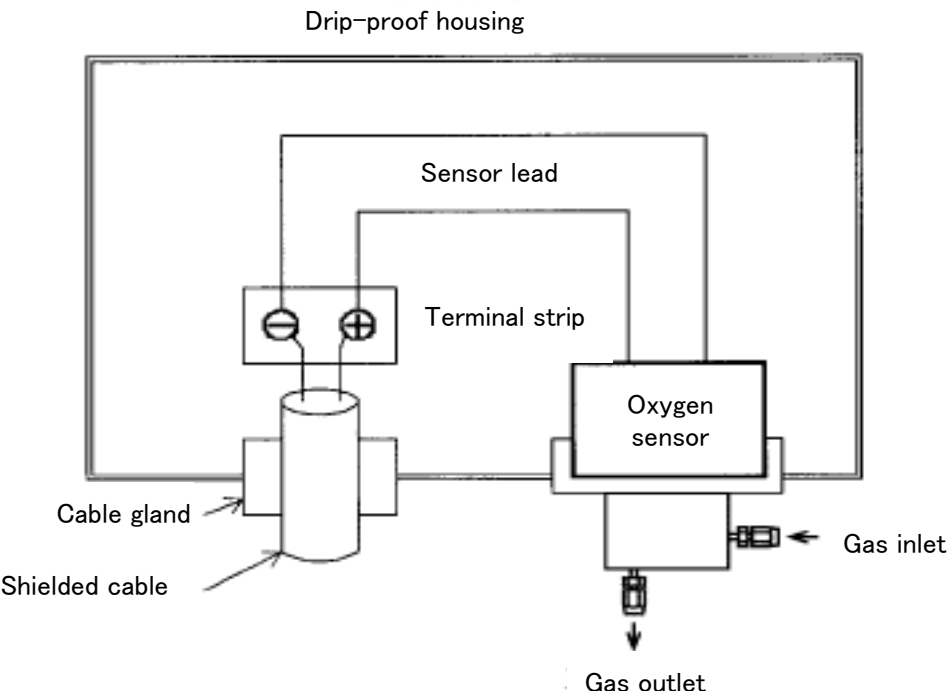 Drip-proof housing
Sensor lead
Terminal strip
Oxygen
sensor
Cable gland
Gas inlet
Shielded cable
Gas outlet